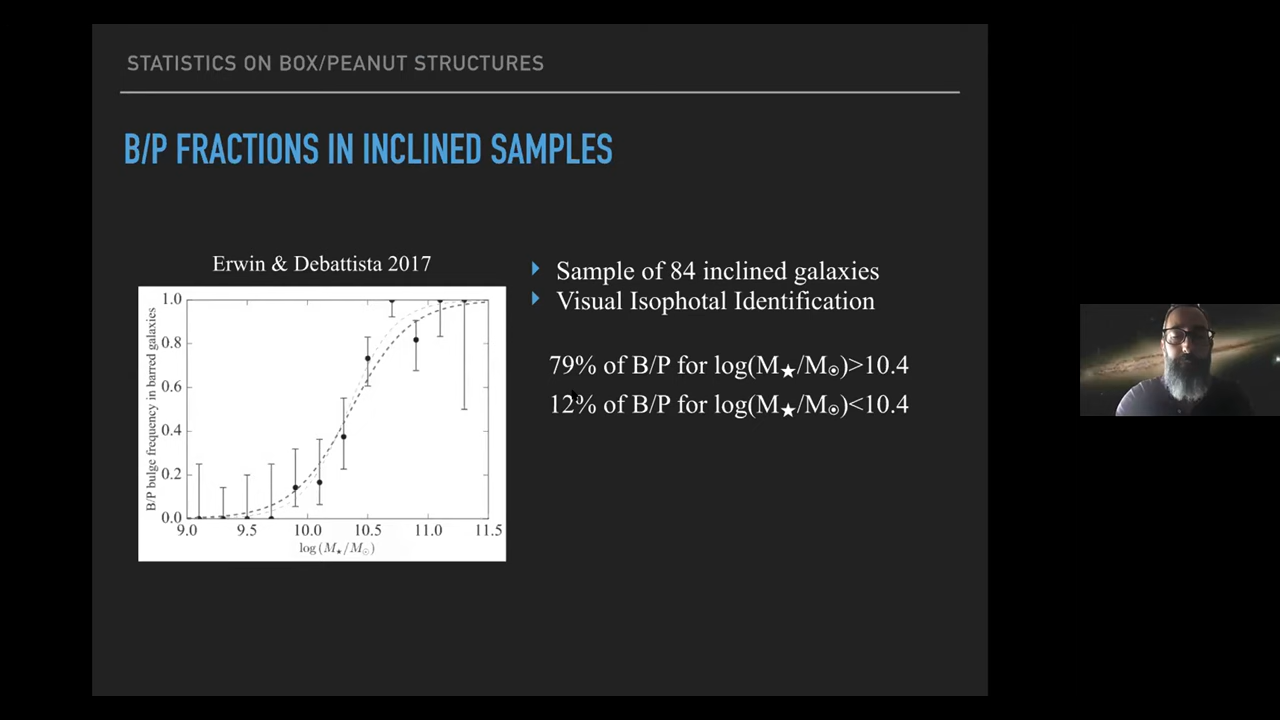 STATISTICS ON BOX/PEANUT STRUCTURES
B/P FRACTIONS IN INCLINED SAMPLES
Erwin & Debattista 2017
1.0
0.8
0.6
0.4
0.2
0.0
B/P bulge frequency in barred galaxies
9.0 9.5 10.0 10.5 11.0 11.5
log (M★/M☉)
Sample of 84 inclined galaxies
Visual Isophotal Identification
79% of B/P for log(M★/M☉)>10.4
12% of B/P for log(M★/M☉)<10.4